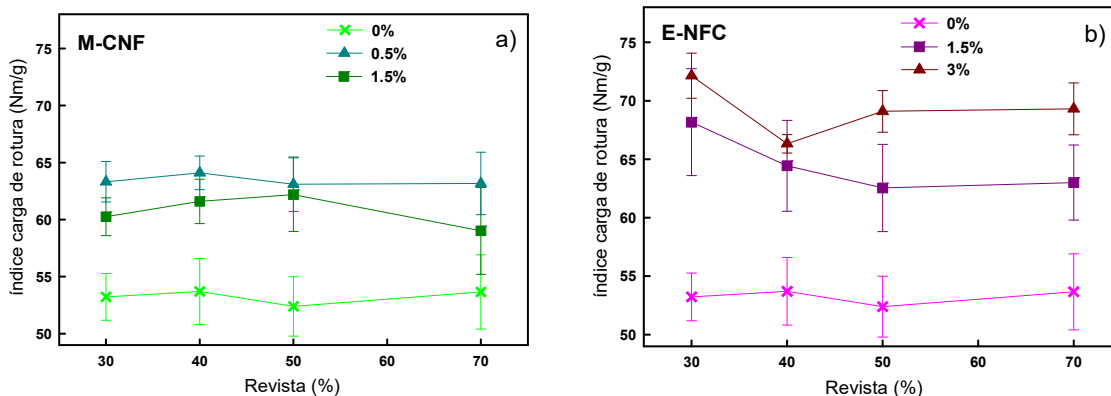 M-CNF
a)
0%
0.5%
1.5%
75
70
65
60
55
50
índice carga de rotura (Nm/g)
30 40 50 60 70
Revista (%)
E-NFC
b)
0%
1.5%
3%
75
70
65
60
55
50
índice carga de rotura (Nm/g)
30 40 50 60 70
Revista (%)